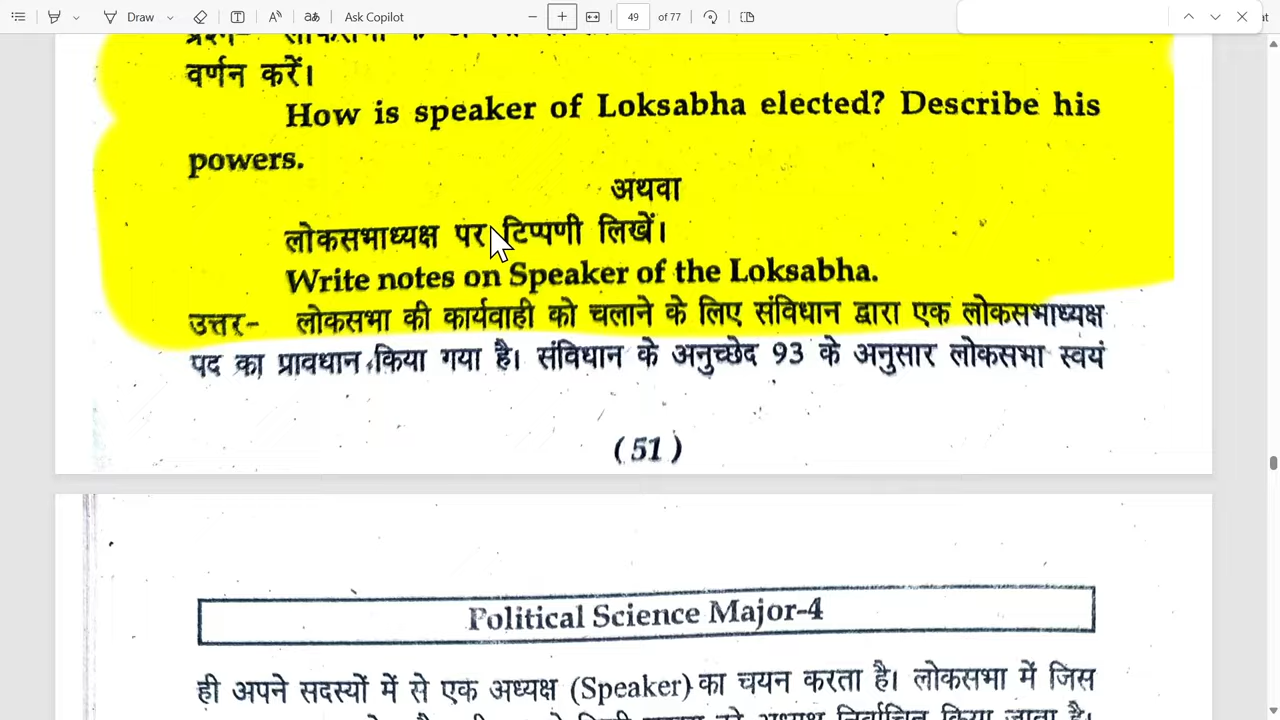 Draw
Ask Copilot
49 of 77
वर्णन करें।
How is speaker of Loksabha elected? Describe his
powers.
अथवा
लोकसभाध्यक्ष पर टिप्पणी लिखें।
Write notes on Speaker of the Loksabha.
उत्तर- लोकसभा की कार्यवाही को चलाने के लिए संविधान द्वारा एक लोकसभाध्यक्ष
पद का प्रावधान किया गया है। संविधान के अनुच्छेद 93 के अनुसार लोकसभा स्वयं
(51)
Political Science Major-4
ही अपने सदस्यों में से एक अध्यक्ष (Speaker) का चयन करता है। लोकसभा में जिस